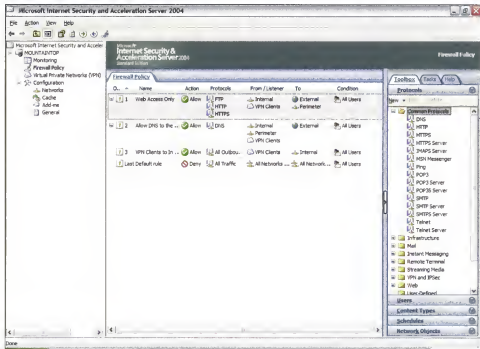 Microsoft Internet Security and Acceleration Server 2004
File Action View Help
Microsoft Internet Security and Acceler
MOUNTAINTOP
Monitoring
Firewall Policy
Virtual Private Networks (VPN)
Configuration
Networks
Cache
Add-ins
General
Microsoft
Internet Security &
Acceleration Server 2004
Standard Edition
Firewall Policy
Firewall Policy
O... Name Action Protocols From / Listener To Condition
1 Web Access Only Allow FTP Internal External All Users
HTTP Perimeter Perimeter
HTTPS VPN Clients
2 Allow DNS to the ... Allow DNS Internal External All Users
Perimeter
VPN Clients
3 VPN Clients to In ... Allow All Outbou... VPN Clients Internal All Users
Last Default rule Deny All Traffic All Networks ... All Network... All Users
Toolbox Tasks Help
Protocols
New
Common Protocols
DNS
HTTP
HTTPS
HTTPS Server
IMAPS Server
MSN Messenger
Ping
POP3
POP3 Server
POP3S Server
SMTP
SMTP Server
SMTPS Server
Telnet
Telnet Server
Infrastructure
Mail
Instant Messaging
Remote Terminal
Streaming Media
VPN and IPSec
Web
User-Defined
Users
Content Types
Schedules
Network Objects
Done